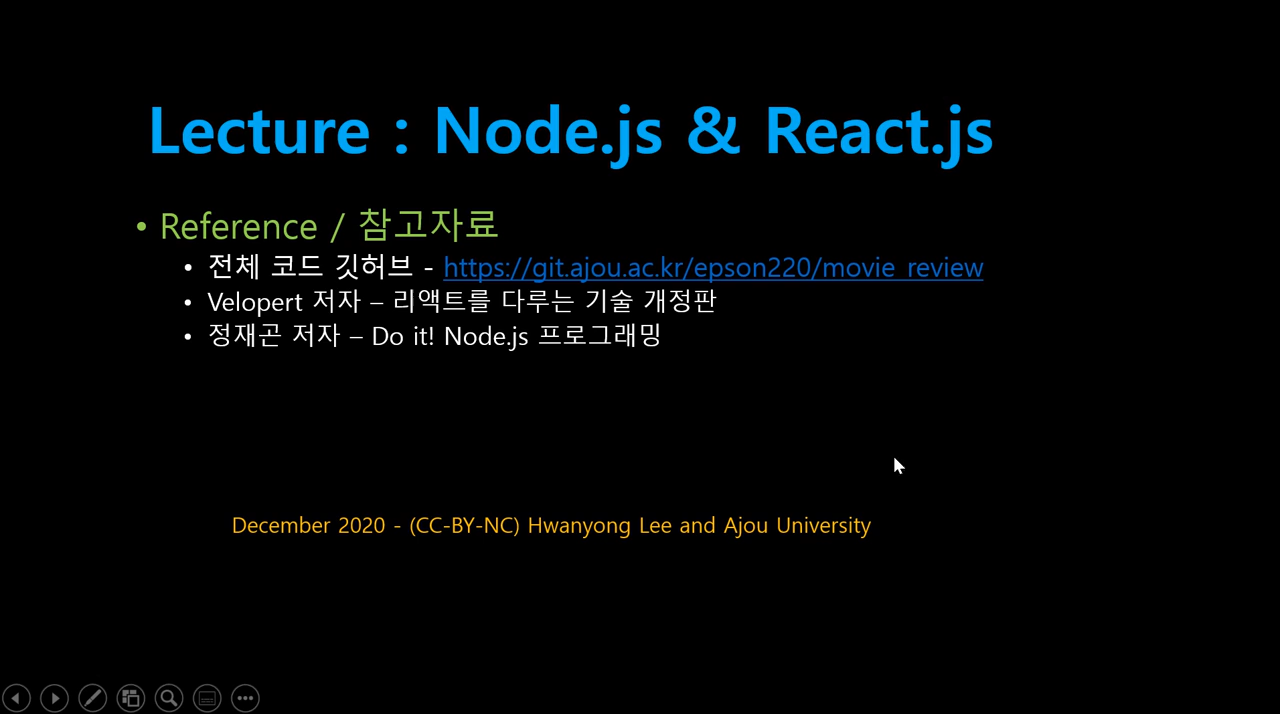 Lecture : Node.js & React.js
• Reference / 참고자료
• 전체 코드 깃허브 - https://git.ajou.ac.kr/epson220/movie_review
• Velopert 저자 – 리액트를 다루는 기술 개정판
• 정재곤 저자 – Do it! Node.js 프로그래밍
December 2020 - (CC-BY-NC) Hwanyong Lee and Ajou University